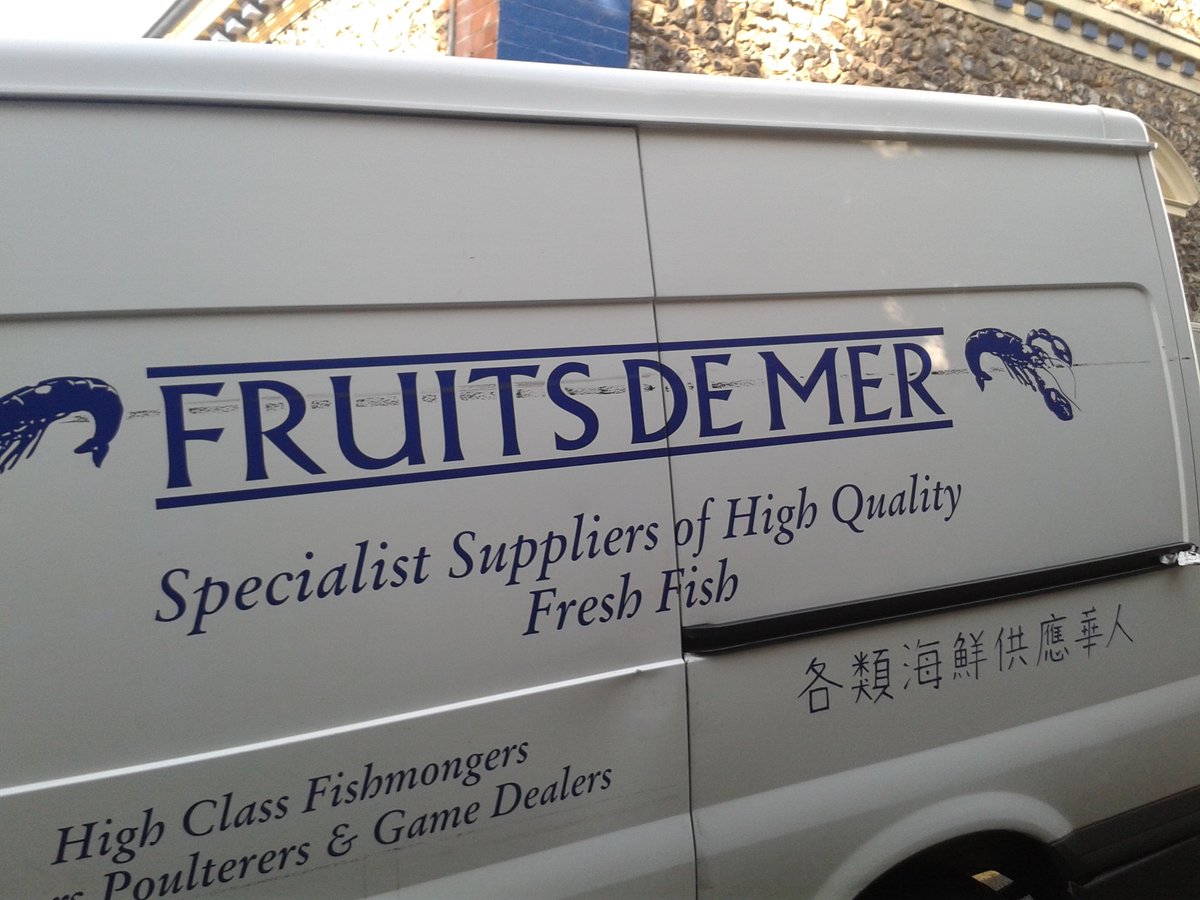 FRUITS DE MER
Specialist Suppliers of High Quality
Fresh Fish
各類海鮮供應華人
High Class Fishmongers
Poulterers & Game Dealers